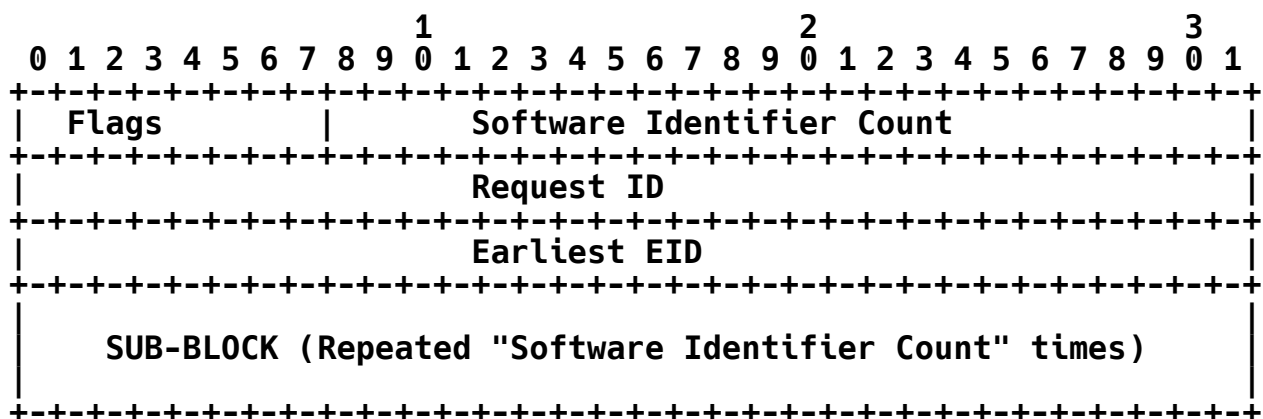 1                   2                   3
 0 1 2 3 4 5 6 7 8 9 0 1 2 3 4 5 6 7 8 9 0 1 2 3 4 5 6 7 8 9 0 1
+-+-+-+-+-+-+-+-+-+-+-+-+-+-+-+-+-+-+-+-+-+-+-+-+-+-+-+-+-+-+-+-+
|  Flags        |       Software Identifier Count               |
+-+-+-+-+-+-+-+-+-+-+-+-+-+-+-+-+-+-+-+-+-+-+-+-+-+-+-+-+-+-+-+-+
|                       Request ID                              |
+-+-+-+-+-+-+-+-+-+-+-+-+-+-+-+-+-+-+-+-+-+-+-+-+-+-+-+-+-+-+-+-+
|                       Earliest EID                            |
+-+-+-+-+-+-+-+-+-+-+-+-+-+-+-+-+-+-+-+-+-+-+-+-+-+-+-+-+-+-+-+-+
|                                                               |
|    SUB-BLOCK (Repeated "Software Identifier Count" times)     |
|                                                               |
+-+-+-+-+-+-+-+-+-+-+-+-+-+-+-+-+-+-+-+-+-+-+-+-+-+-+-+-+-+-+-+-+